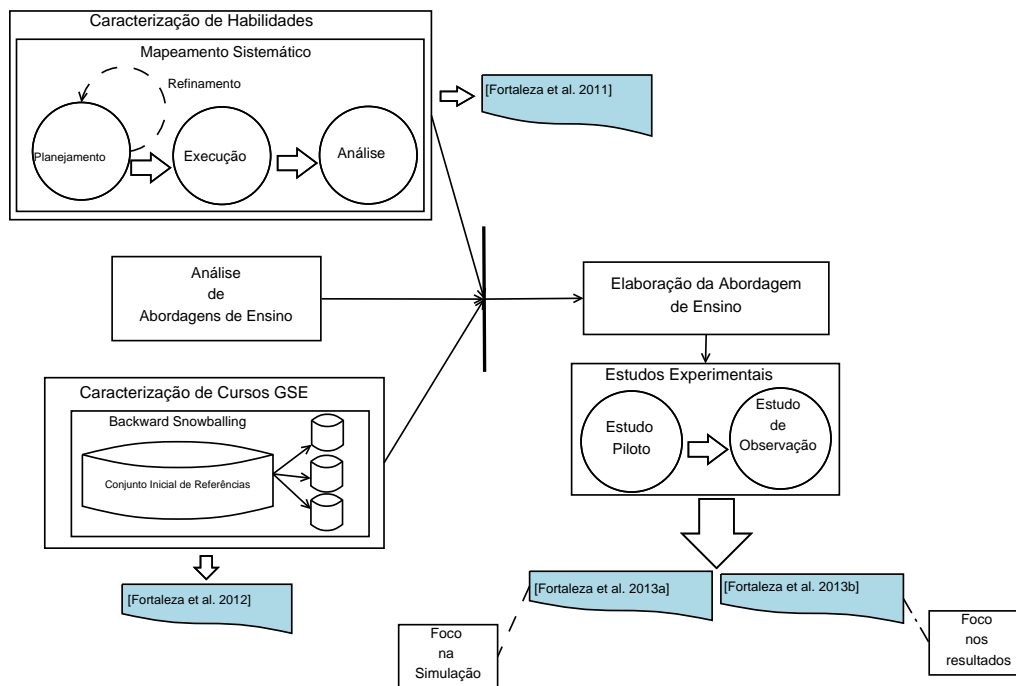 Caracterização de Habilidades
Mapeamento Sistemático
Refinamento
Planejamento
Execução
Análise
[Fortaleza et al. 2011]
Análise
de
Abordagens de Ensino
Elaboração da Abordagem
de Ensino
Caracterização de Cursos GSE
Backward Snowballing
Conjunto Inicial de Referências
[Fortaleza et al. 2012]
Estudos Experimentais
Estudo
Piloto
Estudo
de
Observação
[Fortaleza et al. 2013a]
[Fortaleza et al. 2013b]
Foco
na
Simulação
Foco
nos
resultados